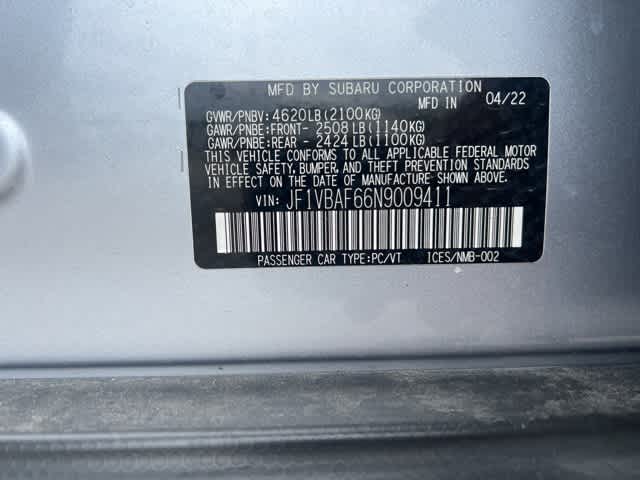 MFD BY SUBARU CORPORATION
MFD IN 04/22
GVWR/PNBV: 4620LB(2100KG)
GAWR/PNBE:FRONT- 2508 LB(1140KG)
GAWR/PNBE:REAR - 2424 LB(1100KG)
THIS VEHICLE CONFORMS TO ALL APPLICABLE FEDERAL MOTOR
VEHICLE SAFETY, BUMPER, AND THEFT PREVENTION STANDARDS
IN EFFECT ON THE DATE OF MANUFACTURE SHOWN ABOVE.
VIN: JF1VBAF66N9009411
PASSENGER CAR TYPE:PC/VT ICES/NMB-002